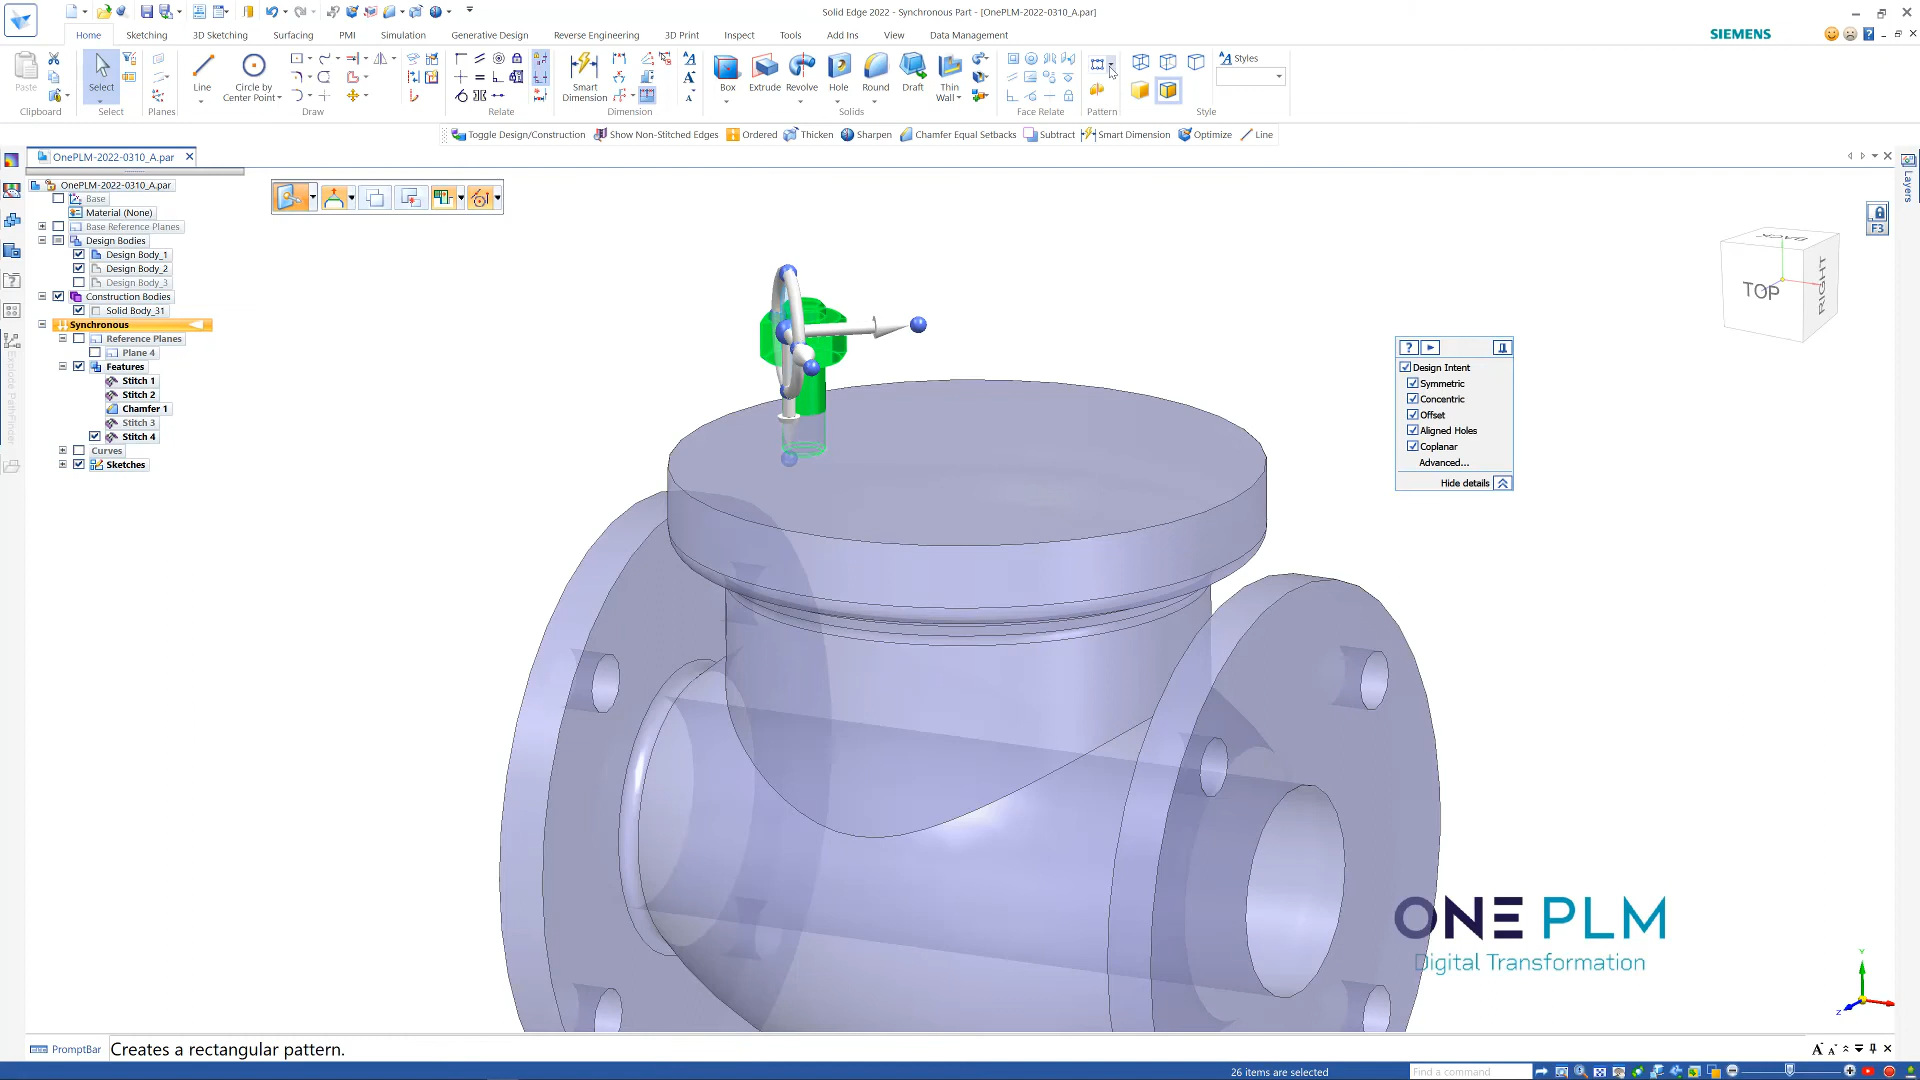 Solid Edge 2022 - Synchronous Part - [OnePLM-2022-0310_A.par]
Home
Sketching
3D Sketching
Surfacing
PMI
Simulation
Generative Design
Reverse Engineering
3D Print
Inspect
Tools
Add Ins
View
Data Management
SIEMENS
Paste
Select
Line
Circle by
Center Point
Smart
Dimension
Box
Extrude
Revolve
Hole
Round
Draft
Thin
Wall
Styles
Clipboard
Select
Planes
Draw
Relate
Dimension
Solids
Face Relate
Pattern
Style
Toggle Design/Construction
Show Non-Stitched Edges
Ordered
Thicken
Sharpen
Chamfer Equal Setbacks
Subtract
Smart Dimension
Optimize
Line
OnePLM-2022-0310_A.par
Layers
OnePLM-2022-0310_A.par
Base
Material (None)
Base Reference Planes
Design Bodies
Design Body_1
Design Body_2
Design Body_3
Construction Bodies
Solid Body_31
Synchronous
Reference Planes
Plane 4
Features
Stitch 1
Stitch 2
Chamfer 1
Stitch 3
Stitch 4
Curves
Sketches
Explode PathFinder
F3
BACK
TOP
RIGHT
Design Intent
Symmetric
Concentric
Offset
Aligned Holes
Coplanar
Advanced...
Hide details
ONE PLM
Digital Transformation
Y
Z
PromptBar
Creates a rectangular pattern.
26 items are selected
Find a command